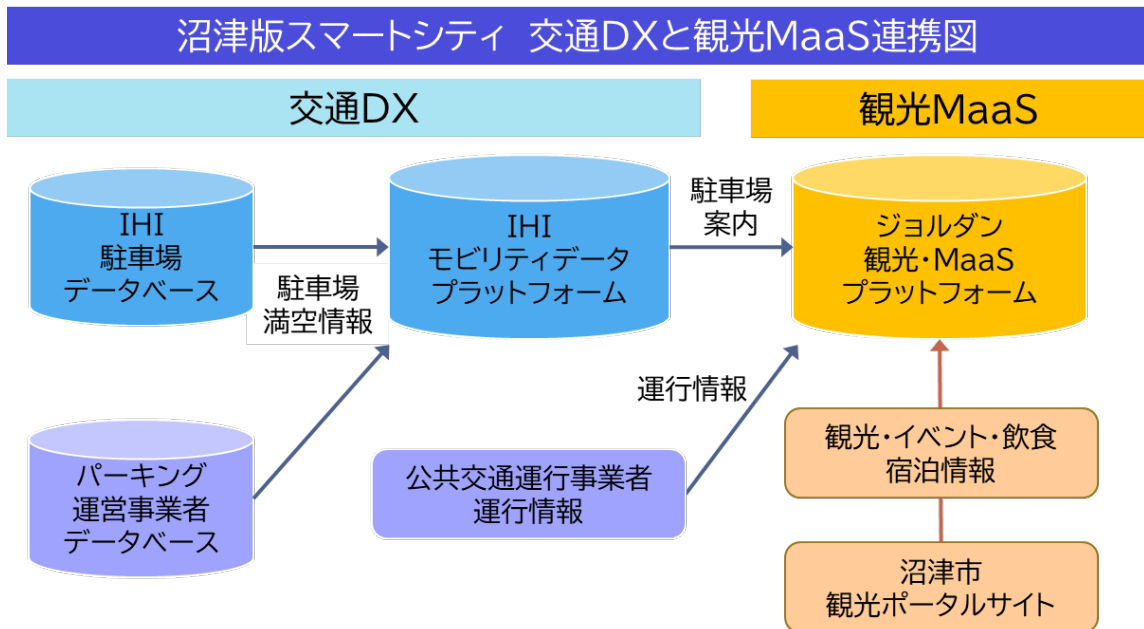 沼津版スマートシティ 交通DXと観光MaaS連携図
交通DX
観光MaaS
IHI
駐車場
データベース
駐車場
満空情報
IHI
モビリティデータ
プラットフォーム
駐車場
案内
ジョルダン
観光・MaaS
プラットフォーム
パーキング
運営事業者
データベース
公共交通運行事業者
運行情報
運行情報
観光・イベント・飲食
宿泊情報
沼津市
観光ポータルサイト